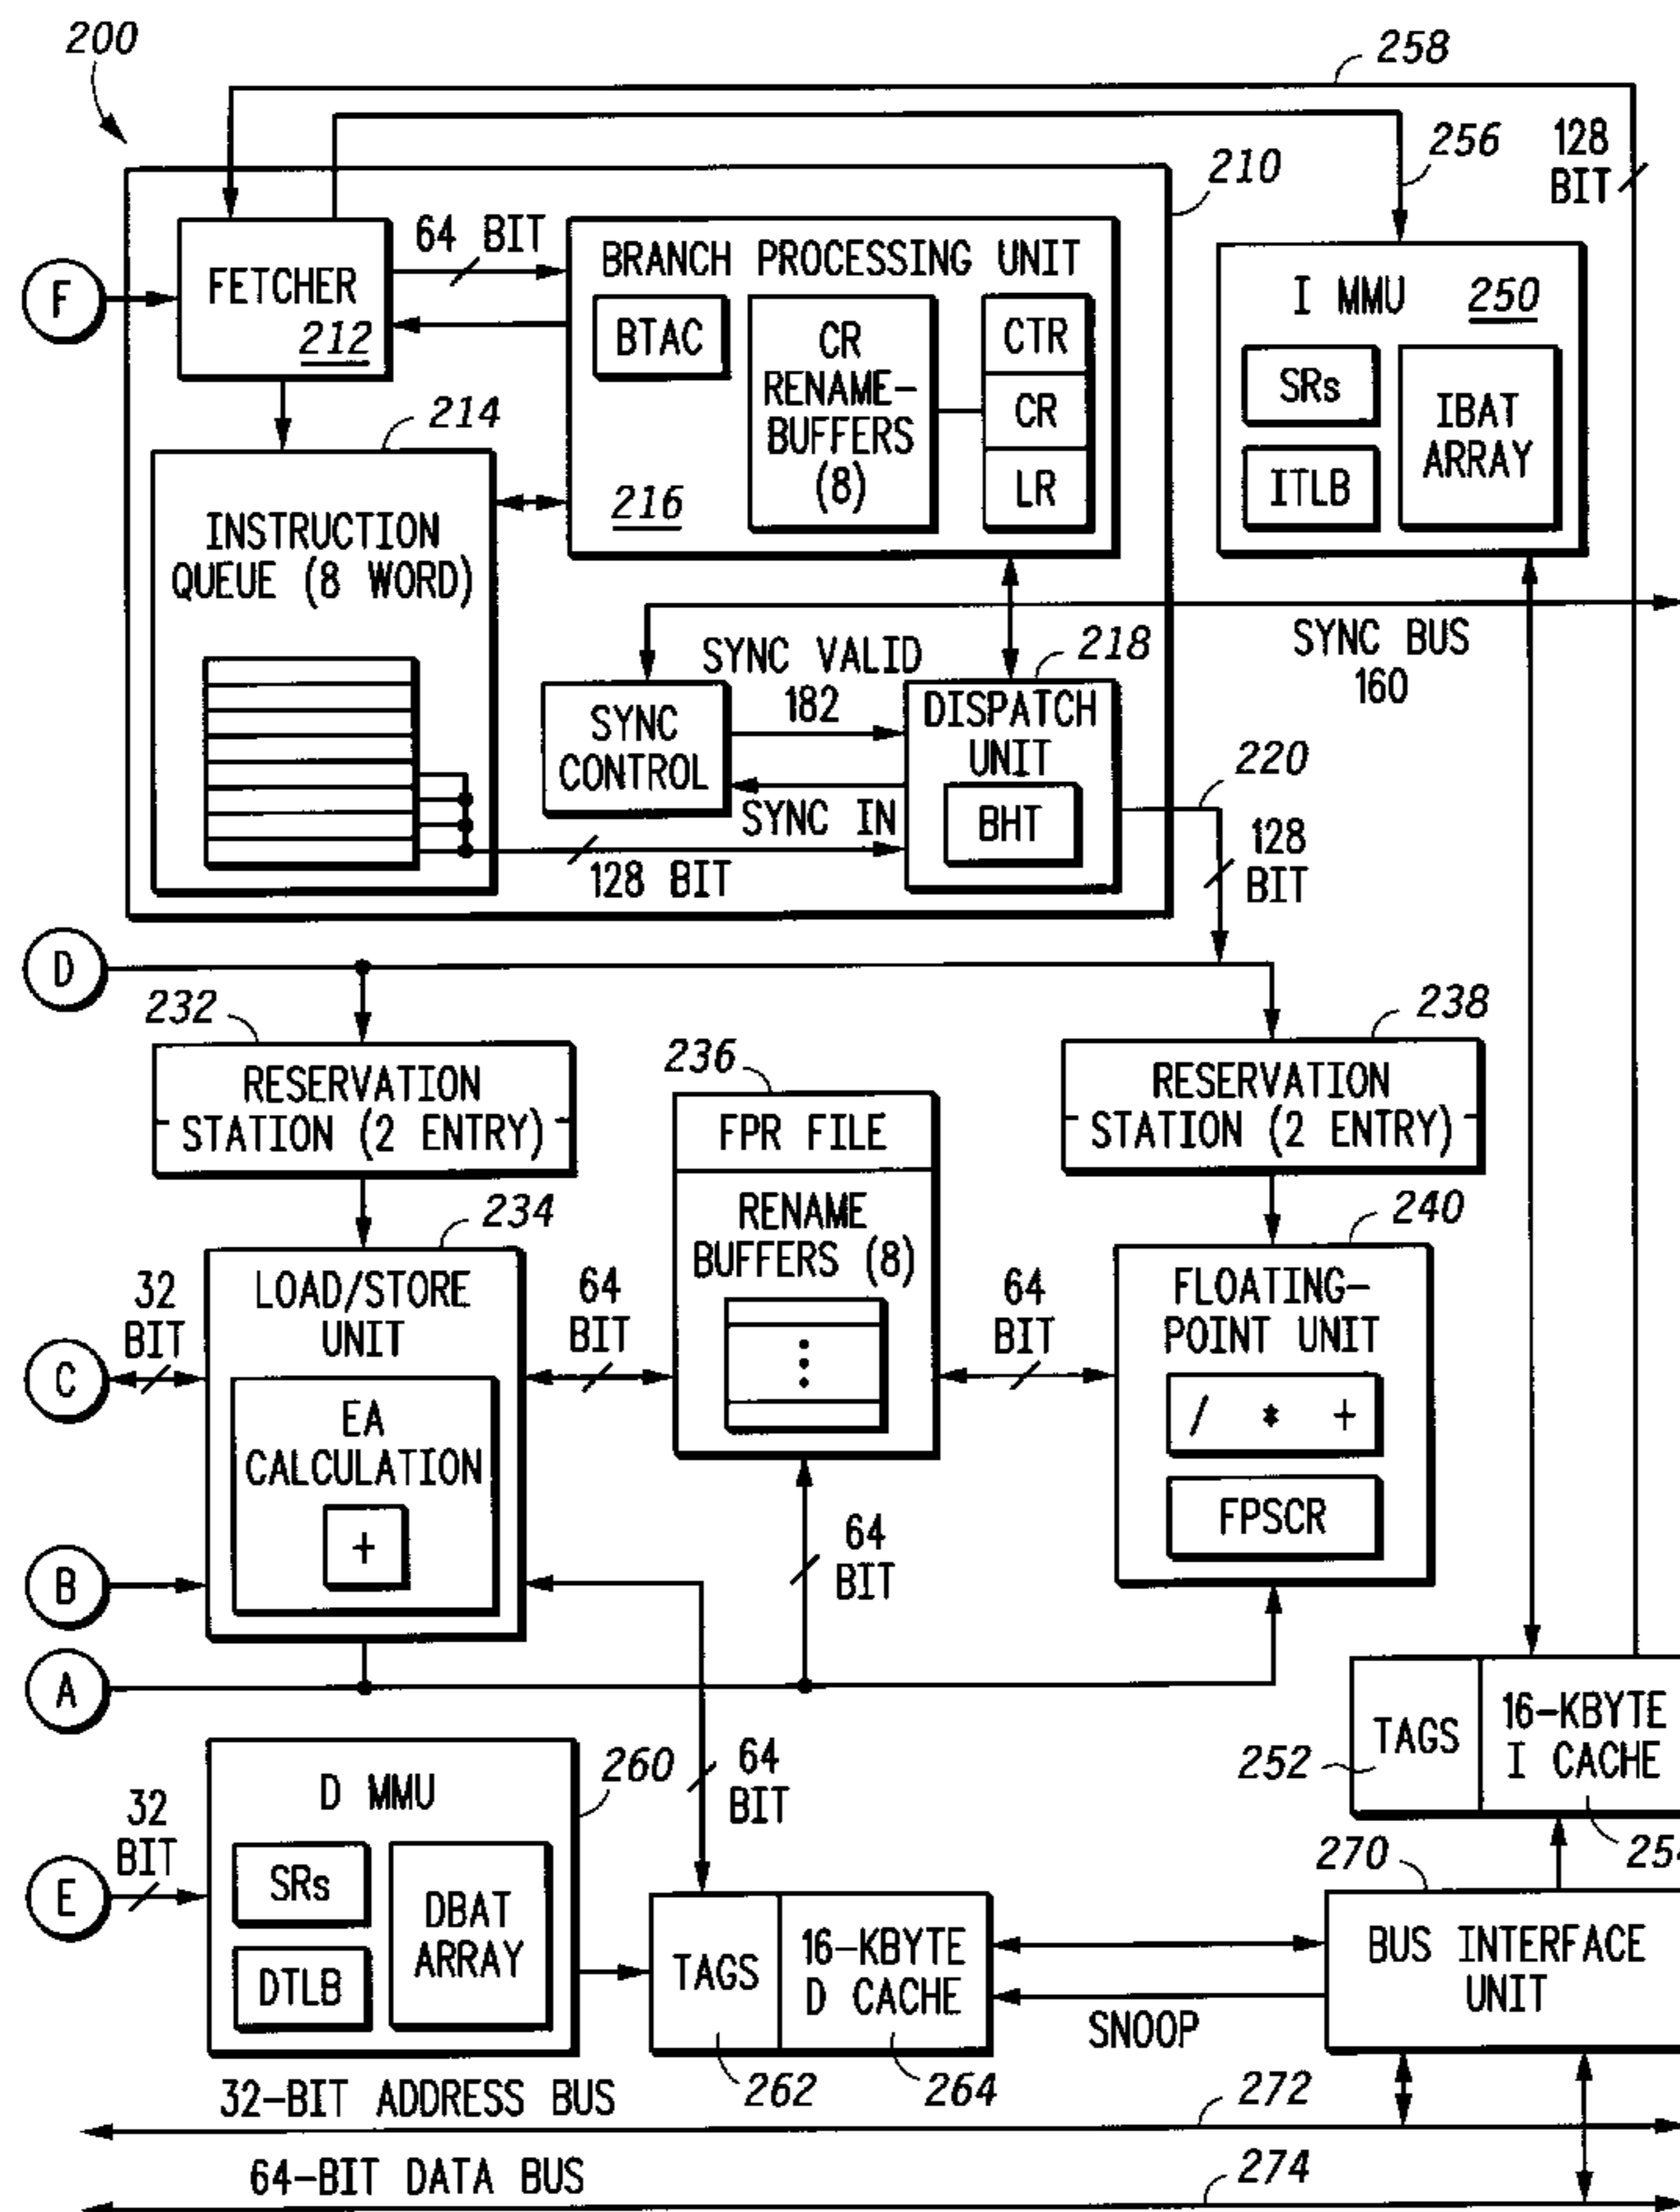 200
258
256
128
BIT
210
F
FETCHER
212
64 BIT
BRANCH PROCESSING UNIT
BTAC
CR
RENAME-
BUFFERS
(8)
CTR
CR
LR
216
I MMU 250
SRs
ITLB
IBAT
ARRAY
214
INSTRUCTION
QUEUE (8 WORD)
SYNC BUS
160
SYNC VALID
182
218
SYNC
CONTROL
DISPATCH
UNIT
BHT
SYNC IN
128 BIT
220
128
BIT
D
232
RESERVATION
STATION (2 ENTRY)
236
FPR FILE
RENAME
BUFFERS (8)
238
RESERVATION
STATION (2 ENTRY)
234
LOAD/STORE
UNIT
EA
CALCULATION
+
32
BIT
C
64
BIT
64
BIT
240
FLOATING-
POINT UNIT
/ * +
FPSCR
B
64
BIT
A
TAGS
16-KBYTE
I CACHE
252
D MMU
260
64
BIT
32
BIT
E
SRs
DTLB
DBAT
ARRAY
TAGS
16-KBYTE
D CACHE
262
264
SNOOP
270
BUS INTERFACE
UNIT
32-BIT ADDRESS BUS
272
64-BIT DATA BUS
274